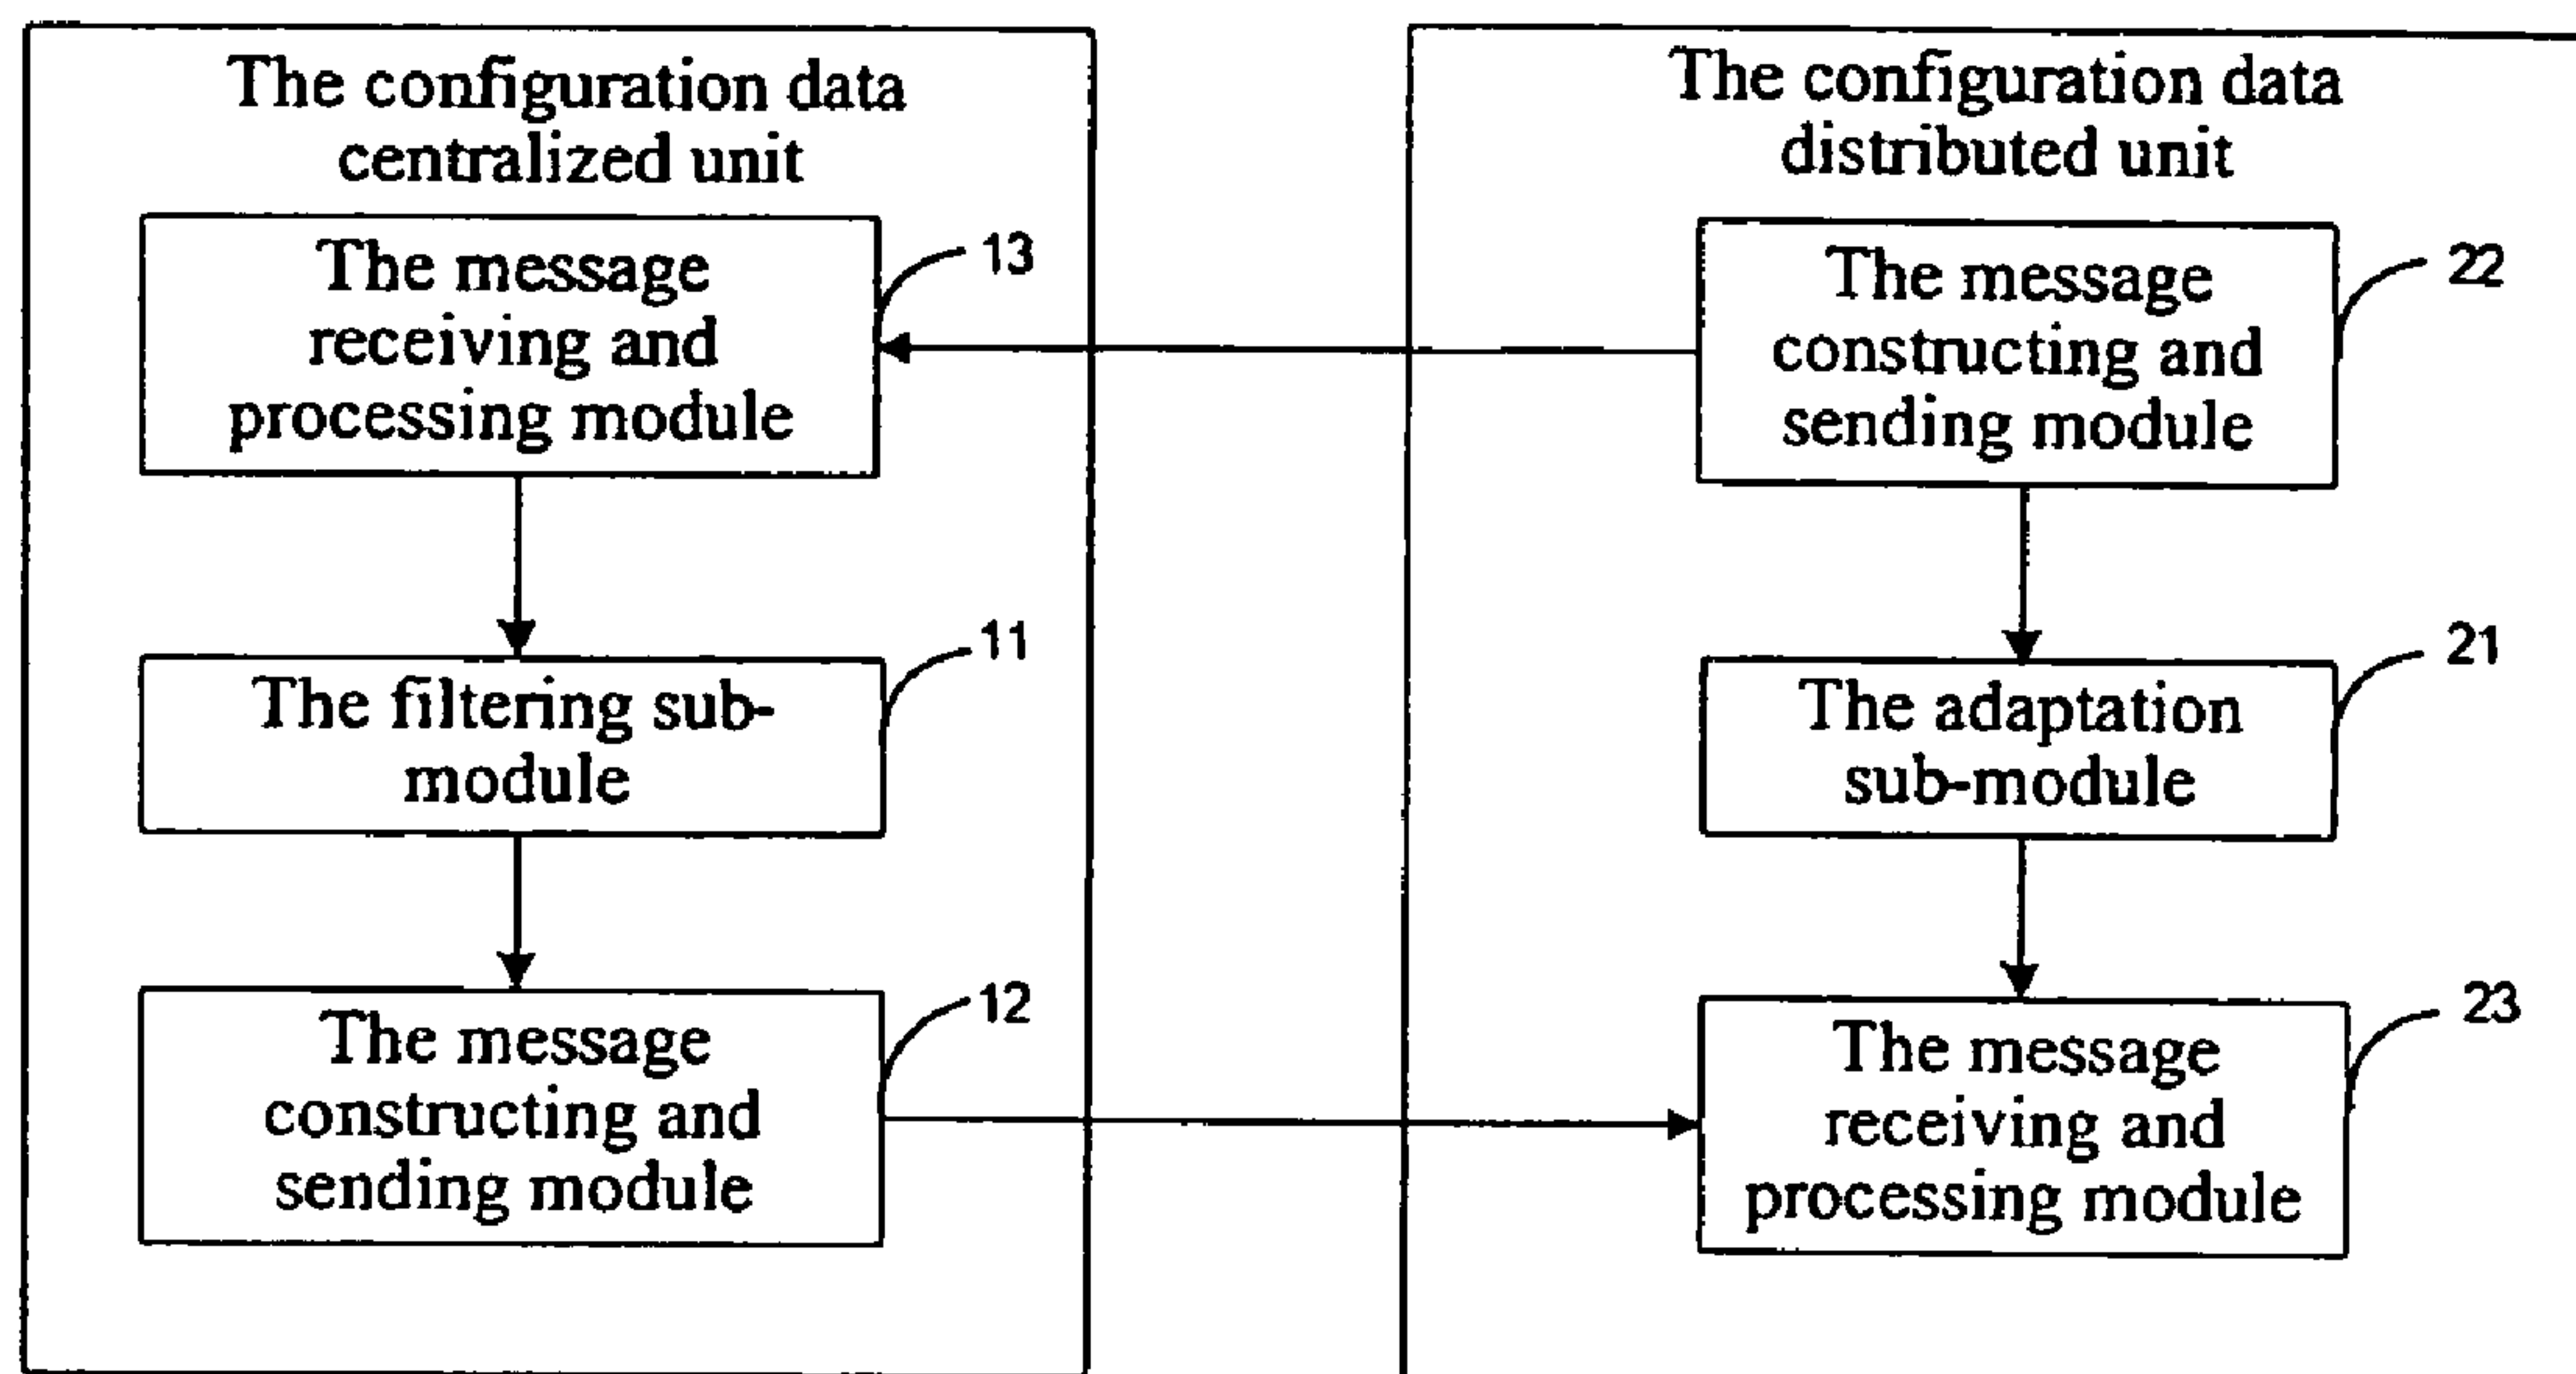 The configuration data
centralized unit
The message
receiving and
processing module
13
The filtering sub-
module
11
The message
constructing and
sending module
12
The configuration data
distributed unit
The message
constructing and
sending module
22
The adaptation
sub-module
21
The message
receiving and
processing module
23